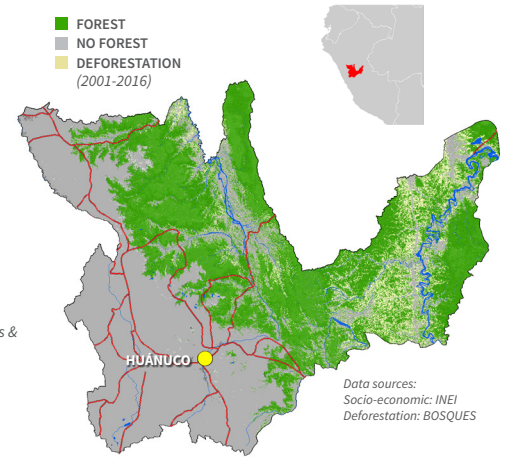 FOREST
NO FOREST
DEFORESTATION
(2001-2016)
s &
HUÁNUCO
Data sources:
Socio-economic: INEI
Deforestation: BOSQUES